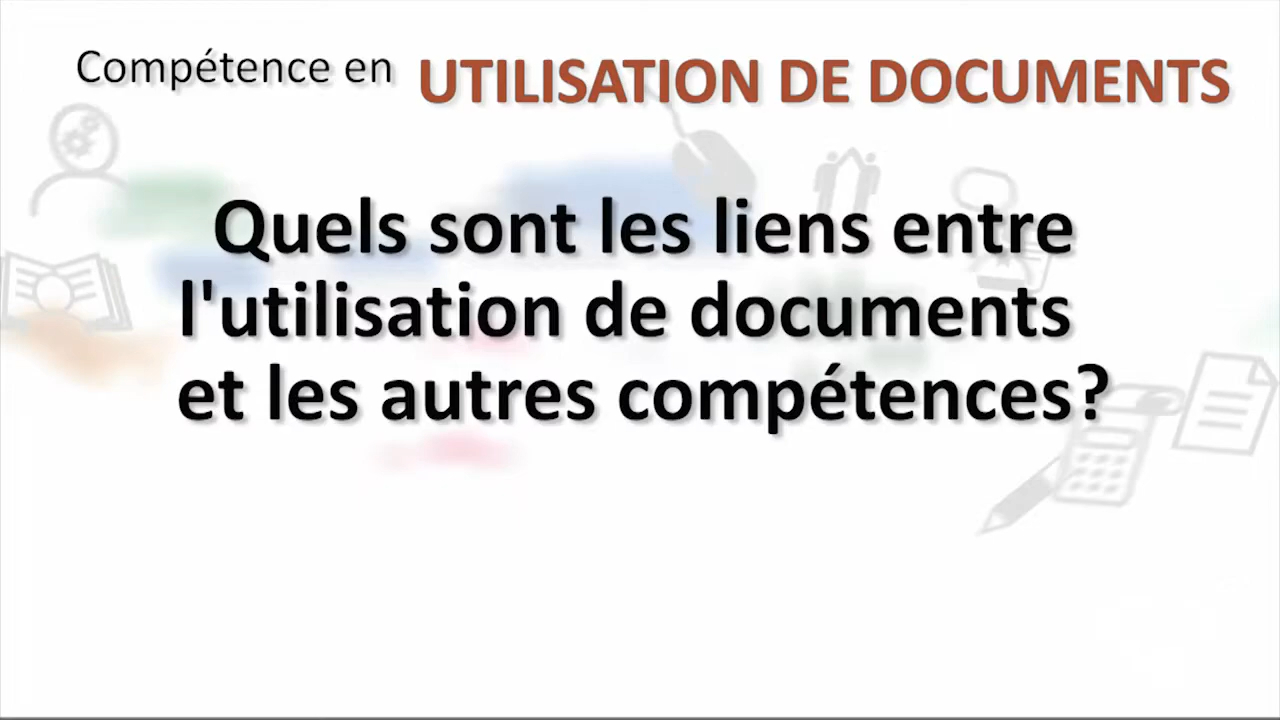 Compétence en UTILISATION DE DOCUMENTS
Quels sont les liens entre
l'utilisation de documents
et les autres compétences?